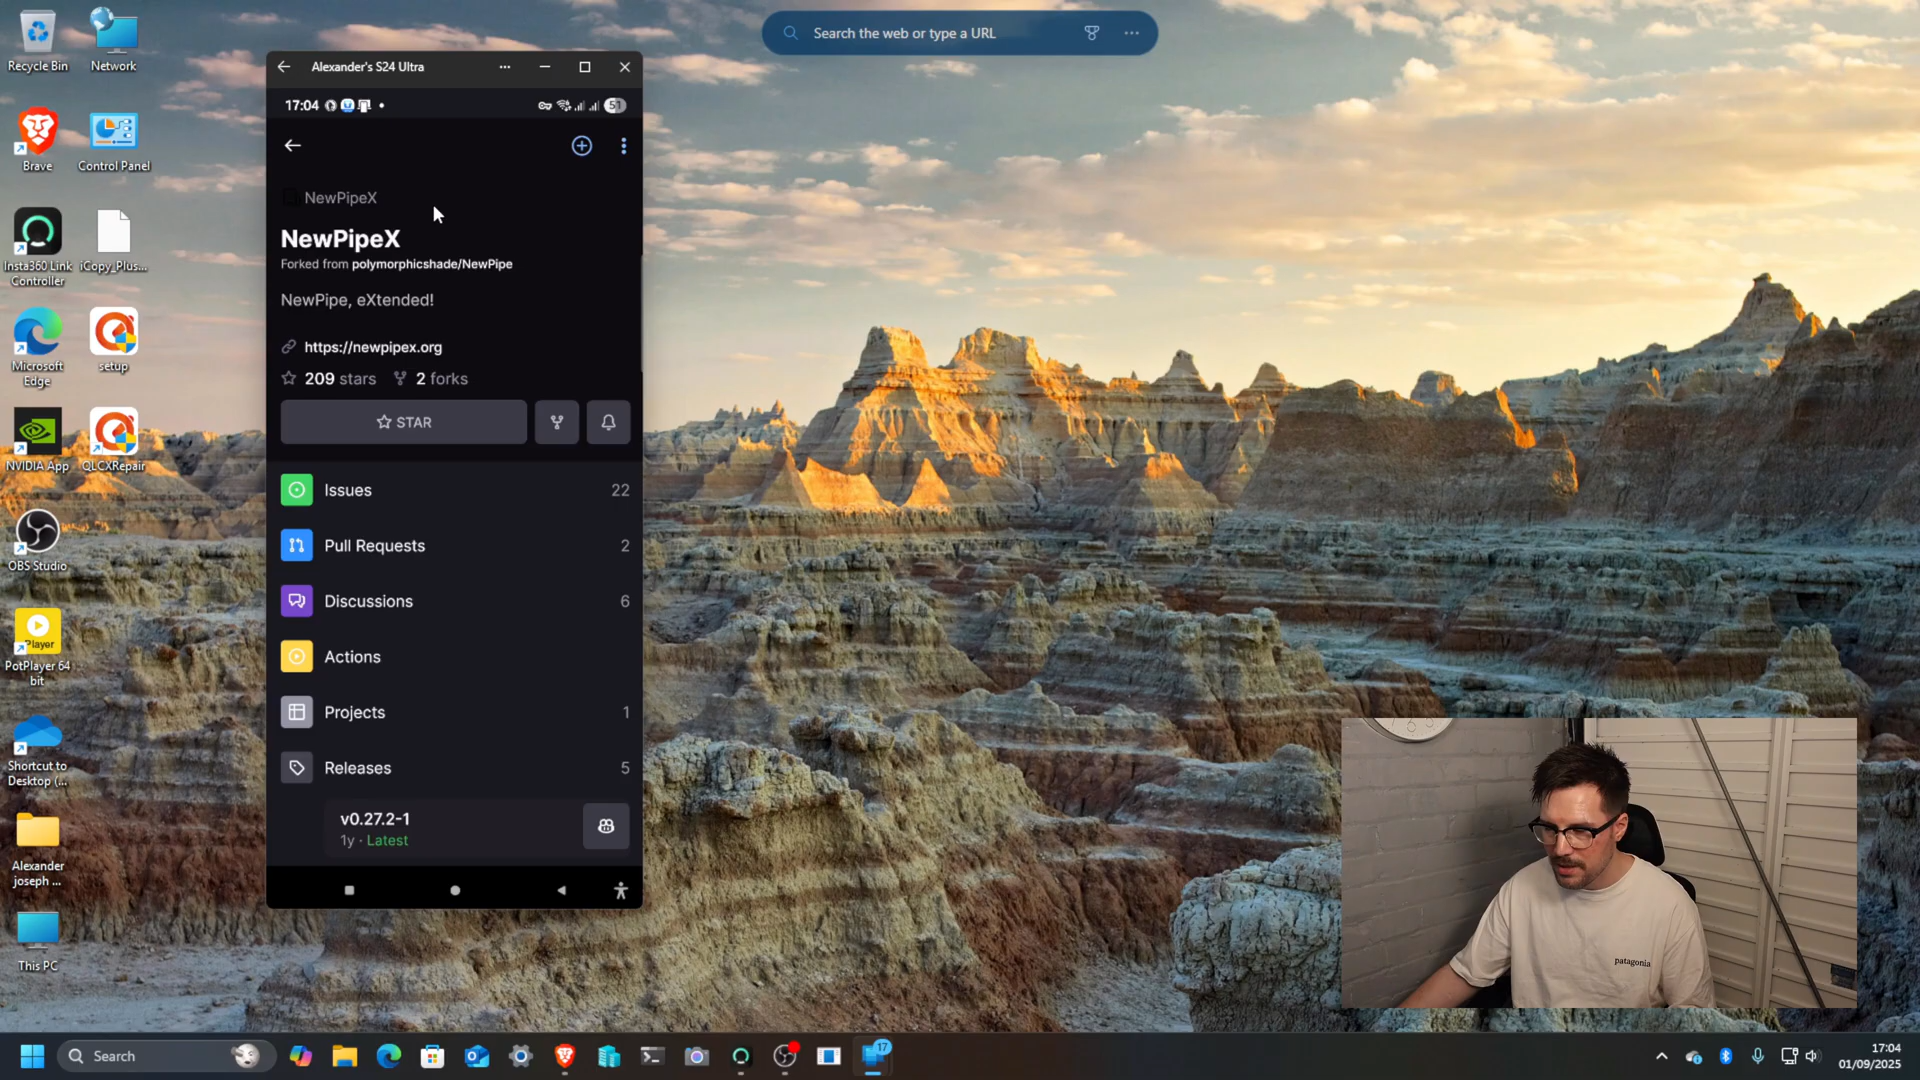 Recycle Bin
Network
Brave
Control Panel
Insta360 Link
Controller
iCopy_Plus...
Microsoft
Edge
setup
NVIDIA App
QLCXRepair
OBS Studio
Player
PotPlayer 64
bit
Shortcut to
Desktop (...
Alexander
joseph ...
This PC
Search the web or type a URL
Alexander's S24 Ultra
17:04
51
NewPipeX
NewPipeX
Forked from polymorphicshade/NewPipe
NewPipe, eXtended!
https://newpipex.org
209 stars
2 forks
STAR
Issues
22
Pull Requests
2
Discussions
6
Actions
Projects
1
Releases
5
v0.27.2-1
1y · Latest
patagonia
Search
17
17:04
01/09/2025